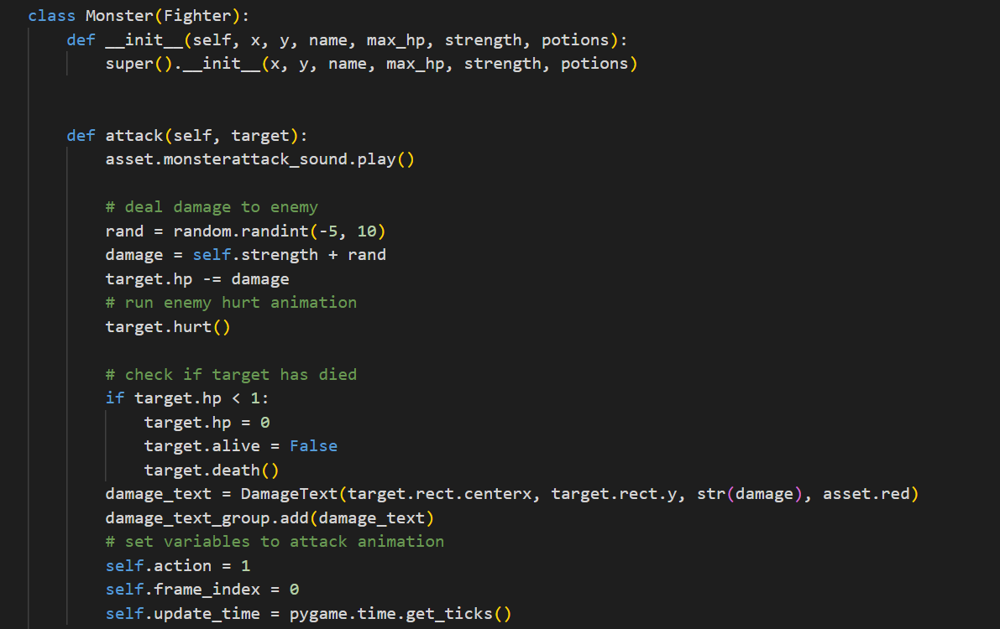 class Monster(Fighter):
    def __init__(self, x, y, name, max_hp, strength, potions):
        super().__init__(x, y, name, max_hp, strength, potions)


    def attack(self, target):
        asset.monsterattack_sound.play()

        # deal damage to enemy
        rand = random.randint(-5, 10)
        damage = self.strength + rand
        target.hp -= damage
        # run enemy hurt animation
        target.hurt()

        # check if target has died
        if target.hp < 1:
            target.hp = 0
            target.alive = False
            target.death()
        damage_text = DamageText(target.rect.centerx, target.rect.y, str(damage), asset.red)
        damage_text_group.add(damage_text)
        # set variables to attack animation
        self.action = 1
        self.frame_index = 0
        self.update_time = pygame.time.get_ticks()